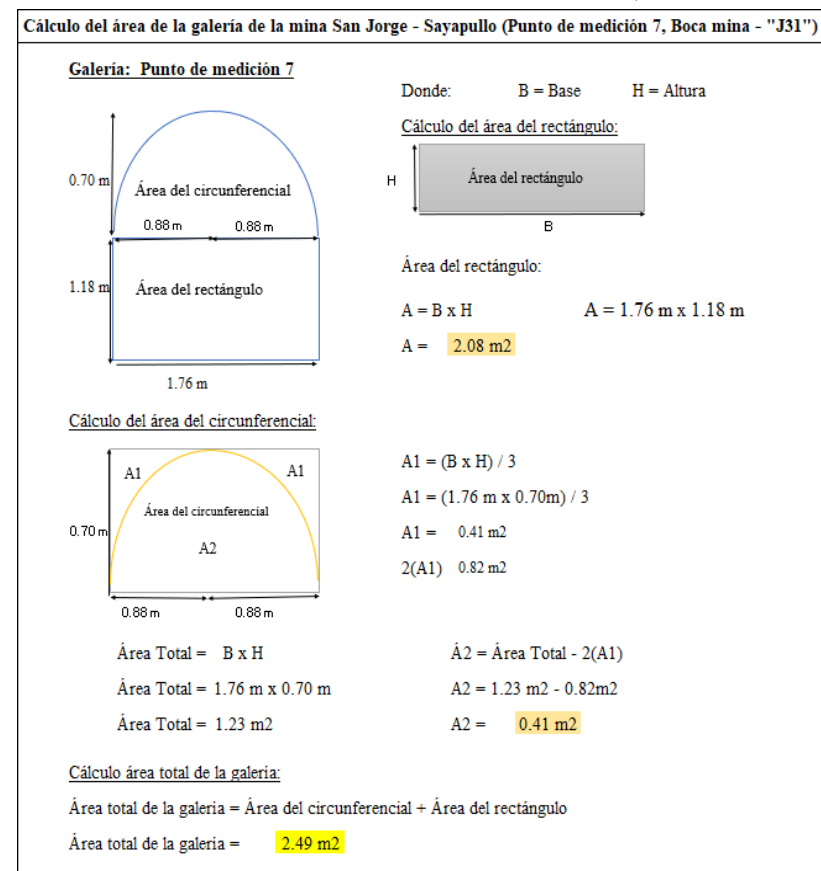 Cálculo del área de la galería de la mina San Jorge - Sayapullo (Punto de medición 7, Boca mina - "J31")
Galería: Punto de medición 7
0.70 m
Área del circunferencial
0.88 m 0.88 m
1.18 m
Área del rectángulo
1.76 m
Donde: B = Base H = Altura
Cálculo del área del rectángulo:
H
Área del rectángulo
B
Área del rectángulo:
A = B x H A = 1.76 m x 1.18 m
A = 2.08 m2
Cálculo del área del circunferencial:
A1 A1
Área del circunferencial
0.70 m
A2
0.88 m 0.88 m
A1 = (B x H) / 3
A1 = (1.76 m x 0.70m) / 3
A1 = 0.41 m2
2(A1) 0.82 m2
Área Total = B x H
Área Total = 1.76 m x 0.70 m
Área Total = 1.23 m2
Á2 = Área Total - 2(A1)
A2 = 1.23 m2 - 0.82m2
A2 = 0.41 m2
Cálculo área total de la galería:
Área total de la galería = Área del circunferencial + Área del rectángulo
Área total de la galería = 2.49 m2